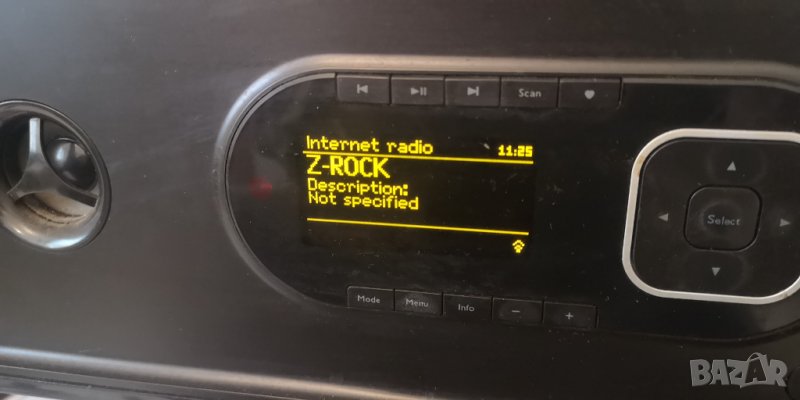 Scan
Internet radio 11:25
Z-ROCK
Description:
Not specified
Select
Mode Menu Info - +
BAZAR